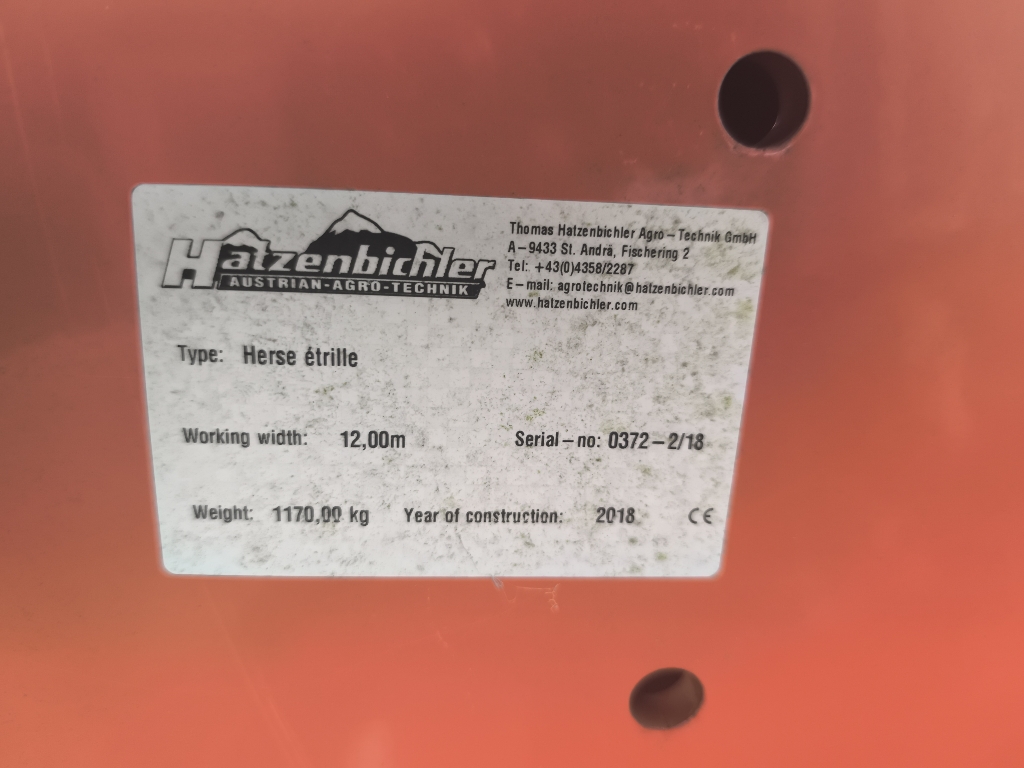 Hatzenbichler
AUSTRIAN-AGRO-TECHNIK
Thomas Hatzenbichler Agro – Technik GmbH
A – 9433 St. Andrä, Fischering 2
Tel: +43(0)4358/2287
E – mail: agrotechnik@hatzenbichler.com
www.hatzenbichler.com
Type: Herse étrille
Working width: 12,00m Serial – no: 0372 – 2/18
Weight: 1170,00 kg Year of construction: 2018 CE